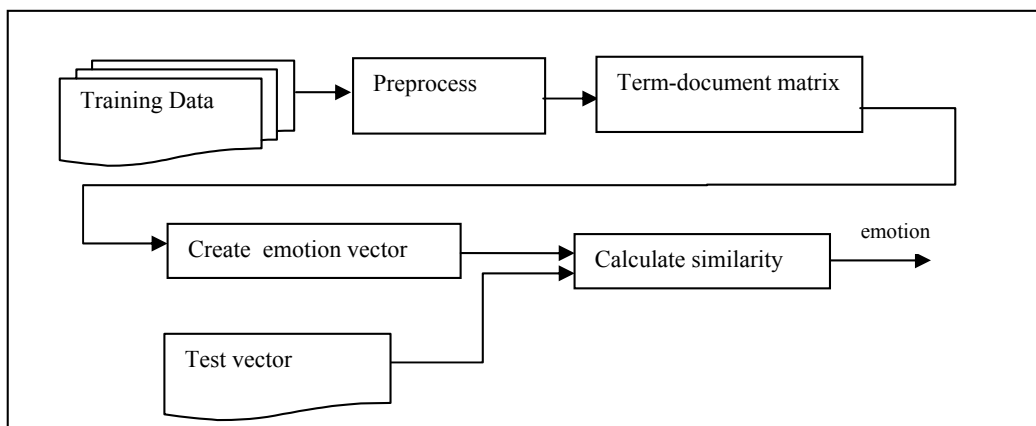 Training Data
Preprocess
Term-document matrix
Create emotion vector
Calculate similarity
emotion
Test vector